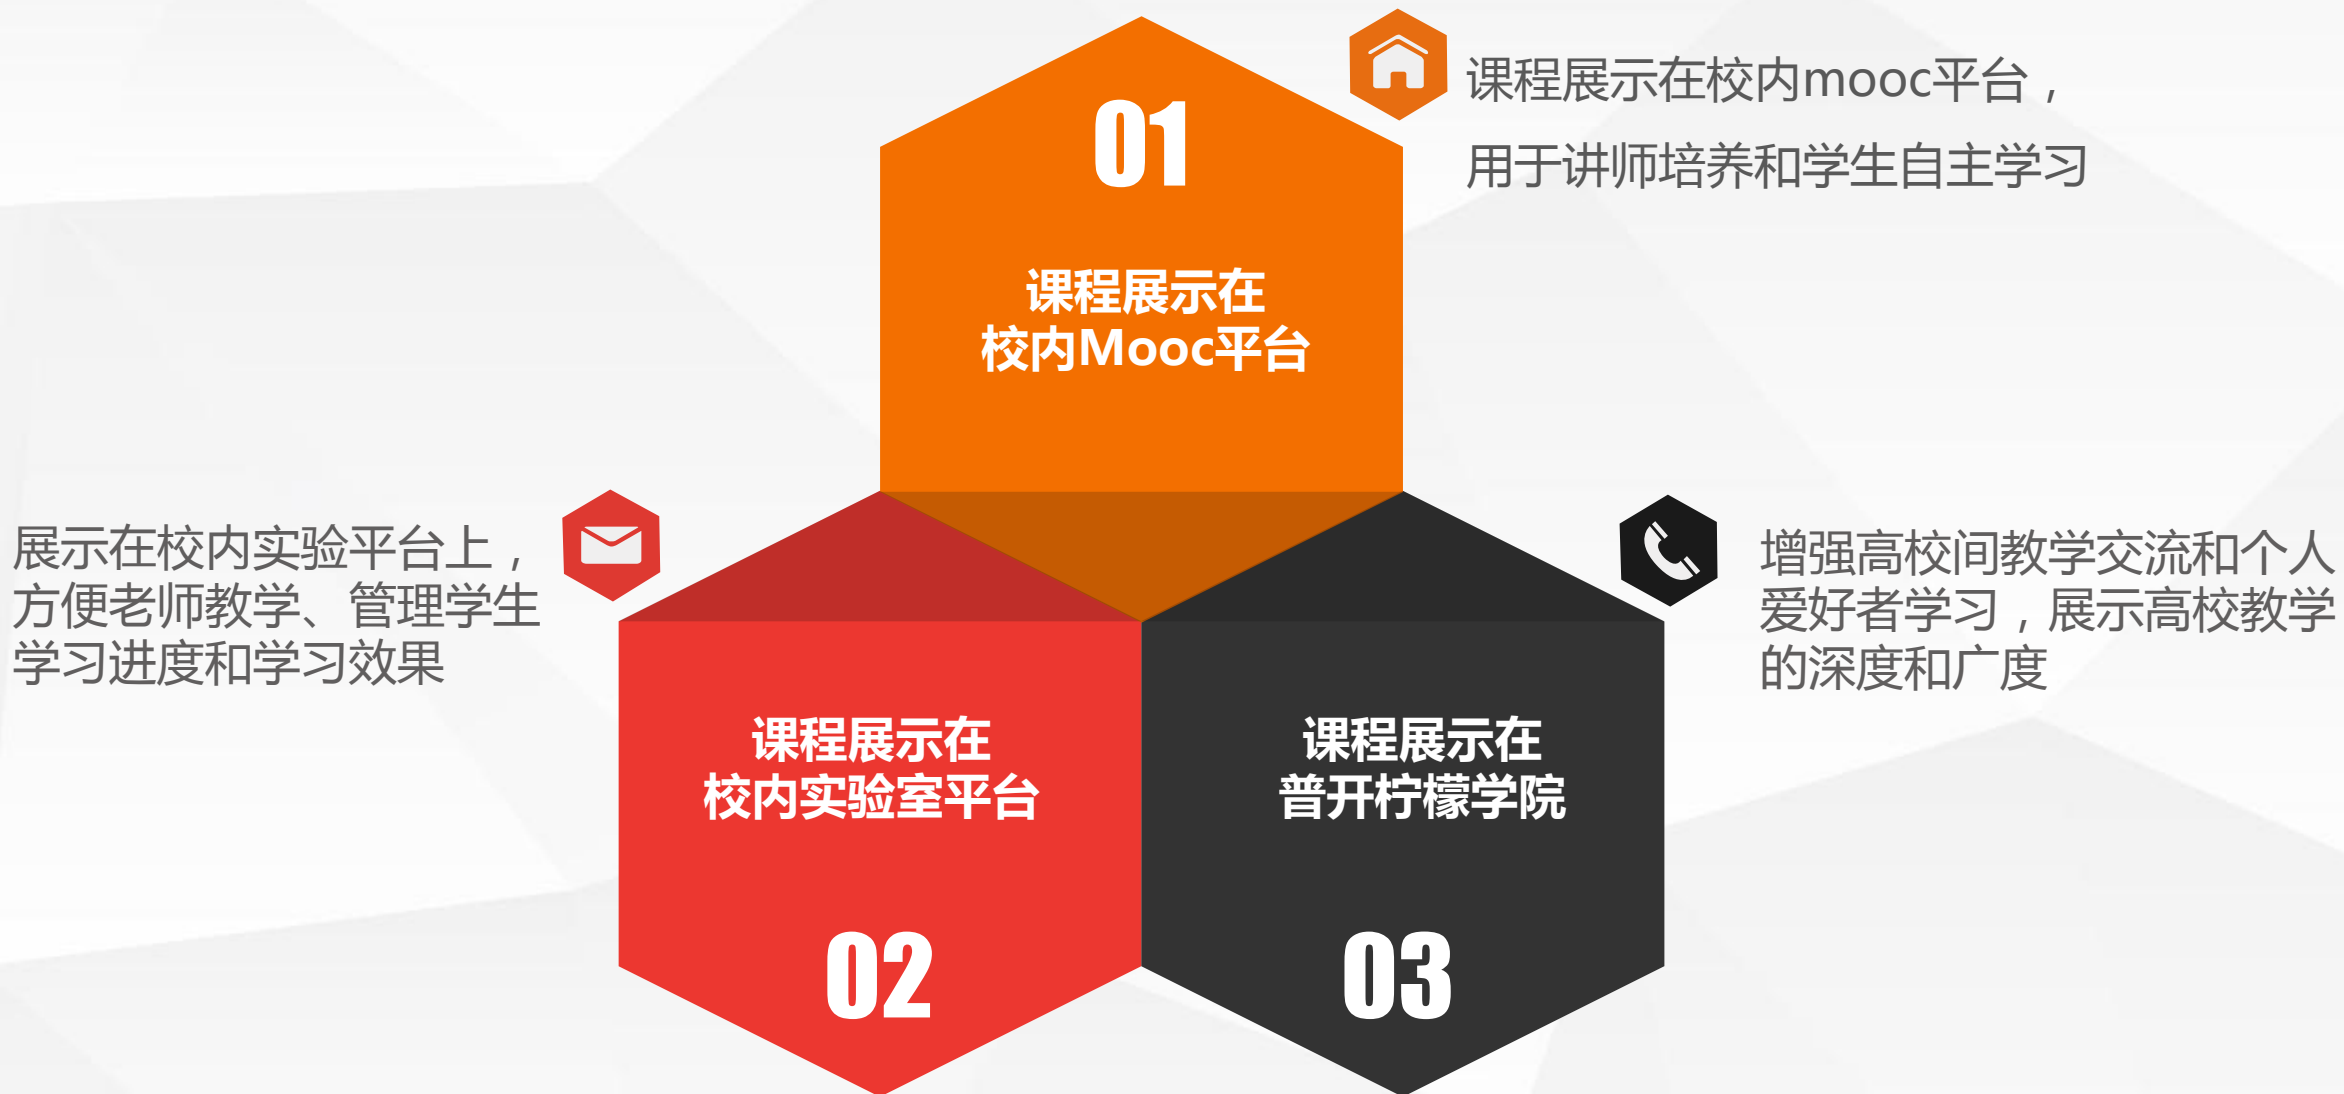 01
课程展示在
校内Mooc平台
课程展示在校内mooc平台，
用于讲师培养和学生自主学习
展示在校内实验平台上，
方便老师教学、管理学生
学习进度和学习效果
课程展示在
校内实验室平台
02
增强高校间教学交流和个人
爱好者学习，展示高校教学
的深度和广度
课程展示在
普开柠檬学院
03